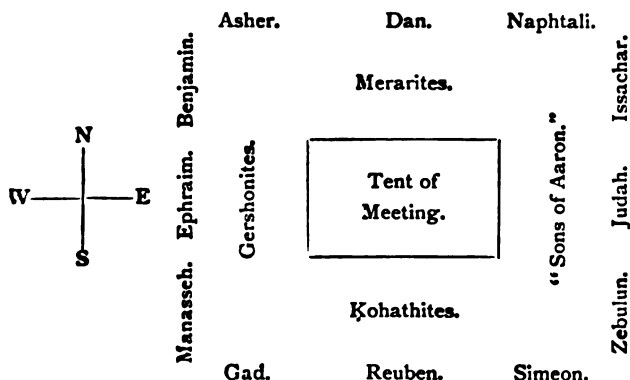 Asher. Dan. Naphtali.
Benjamin.
Issachar.
Merarites.
N
W E
S
Ephraim.
Gershonites.
Tent of
Meeting.
"Sons of Aaron."
Judah.
Manasseh.
Ḳohathites.
Zebulun.
Gad. Reuben. Simeon.